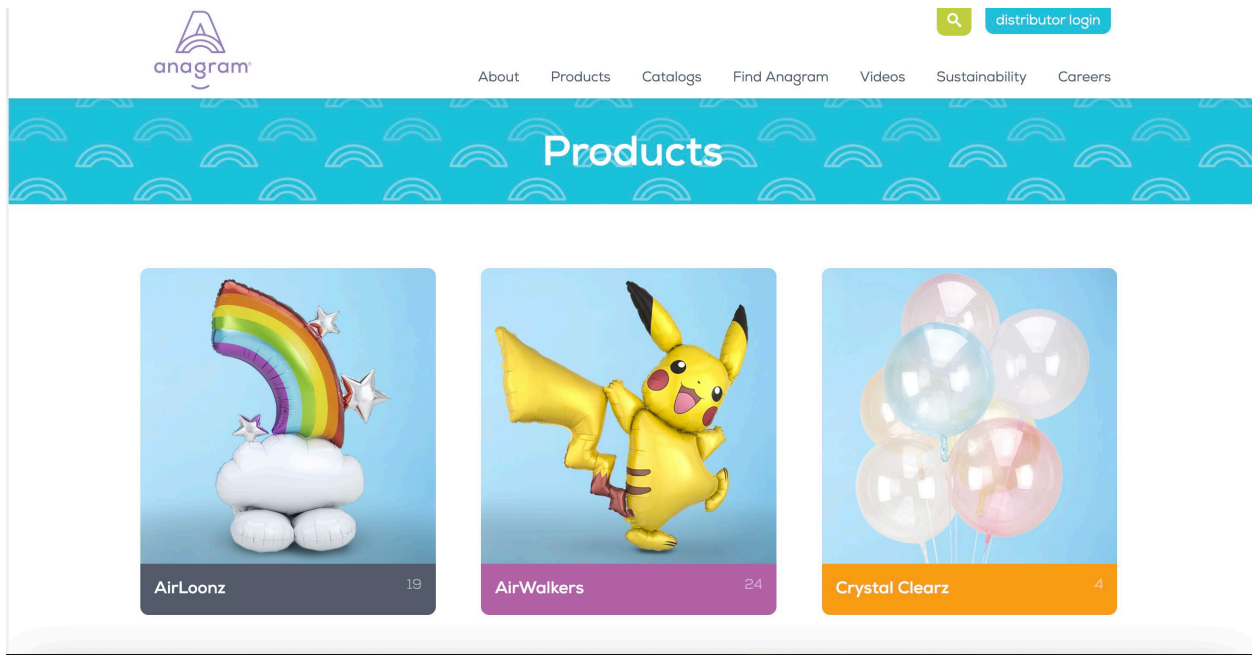 distributor login
anagram®
About Products Catalogs Find Anagram Videos Sustainability Careers
Products
AirLoonz 19
AirWalkers 24
Crystal Clearz 4